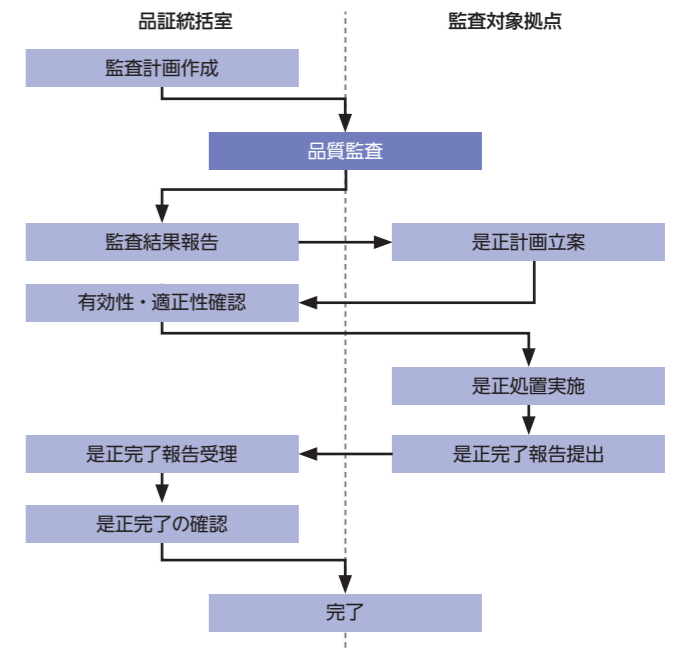 品証統括室
監査対象拠点
監査計画作成
品質監査
監査結果報告
是正計画立案
有効性・適正性確認
是正処置実施
是正完了報告受理
是正完了報告提出
是正完了の確認
完了